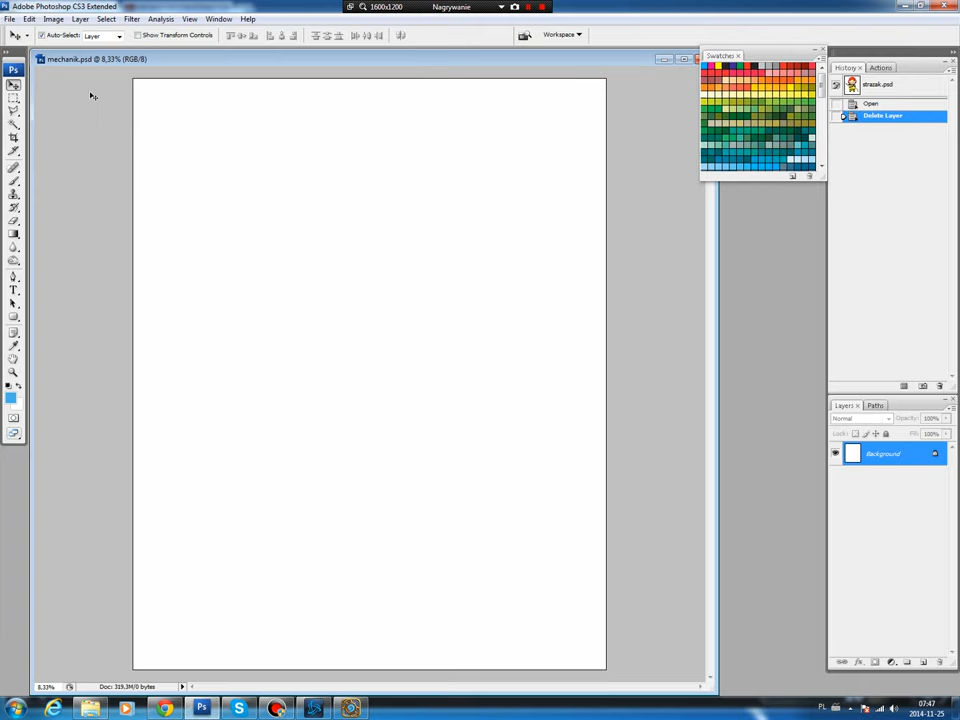 Adobe Photoshop CS3 Extended
1600x1200
Nagrywanie
File Edit Image Layer Select Filter Analysis View Window Help
Auto-Select: Layer Show Transform Controls Workspace
mechanik.psd @ 8,33% (RGB/8)
Swatches
History Actions
strazak.psd
Open
Delete Layer
Layers Paths
Normal Opacity: 100%
Lock: Fill: 100%
Background
8,33% Doc: 319,3M/0 bytes
PL
07:47
2014-11-25